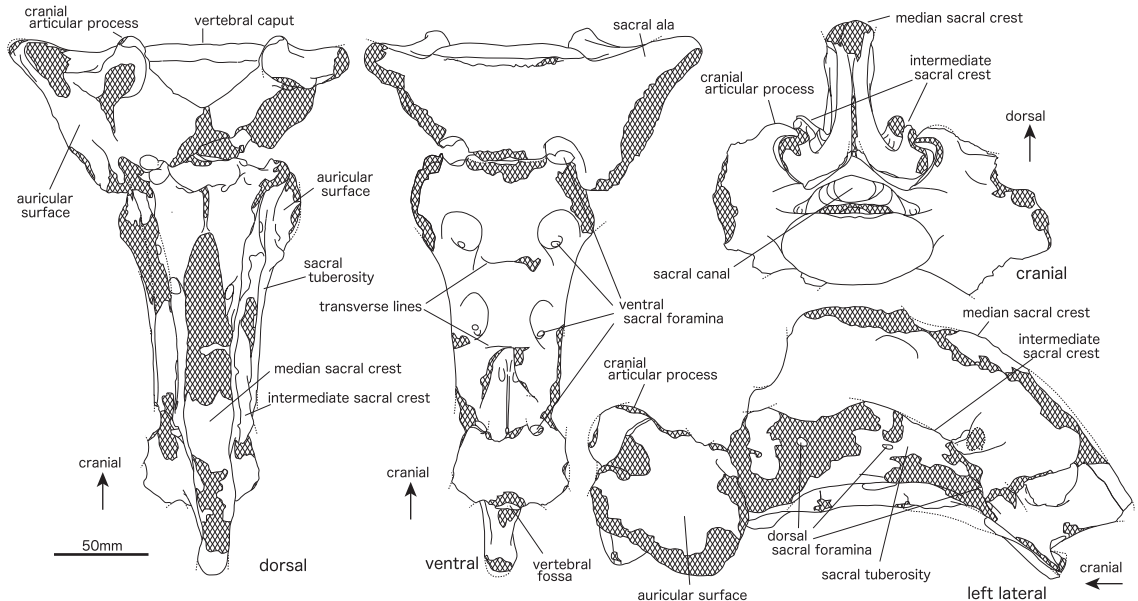 cranial
articular process
vertebral caput
auricular
surface
auricular
surface
sacral
tuberosity
median sacral crest
intermediate sacral crest
cranial
50mm
dorsal
sacral ala
transverse lines
ventral
sacral foramina
cranial
ventral
vertebral
fossa
median sacral crest
intermediate
sacral crest
cranial
articular process
dorsal
sacral canal
cranial
median sacral crest
intermediate
sacral crest
cranial
articular process
dorsal
sacral foramina
sacral tuberosity
auricular surface
cranial
left lateral